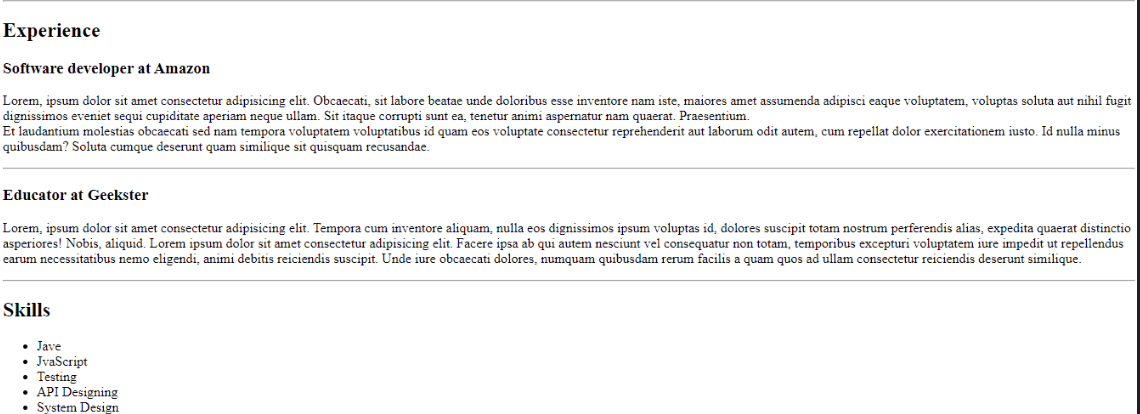 Experience
Software developer at Amazon
Lorem, ipsum dolor sit amet consectetur adipisicing elit. Obcaecati, sit labore beatae unde doloribus esse inventore nam iste, maiores amet assumenda adipisci eaque voluptatem, voluptas soluta aut nihil fugit
dignissimos eveniet sequi cupiditate aperiam neque ullam. Sit itaque corrupti sunt ea, tenetur animi aspernatur nam quaerat. Praesentium.
Et laudantium molestias obcaecati sed nam tempora voluptatem voluptatibus id quam eos voluptate consectetur reprehenderit aut laborum odit autem, cum repellat dolor exercitationem iusto. Id nulla minus
quibusdam? Soluta cumque deserunt quam similique sit quisquam recusandae.
Educator at Geekster
Lorem, ipsum dolor sit amet consectetur adipisicing elit. Tempora cum inventore aliquam, nulla eos dignissimos ipsum voluptas id, dolores suscipit totam nostrum perferendis alias, expedita quaerat distinctio
asperiores! Nobis, aliquid. Lorem ipsum dolor sit amet consectetur adipisicing elit. Facere ipsa ab qui autem nesciunt vel consequatur non totam, temporibus excepturi voluptatem iure impedit ut repellendus
earum necessitatibus nemo eligendi, animi debitis reiciendis suscipit. Unde iure obcaecati dolores, numquam quibusdam rerum facilis a quam quos ad ullam consectetur reiciendis deserunt similique.
Skills
Jave
JvaScript
Testing
API Designing
System Design